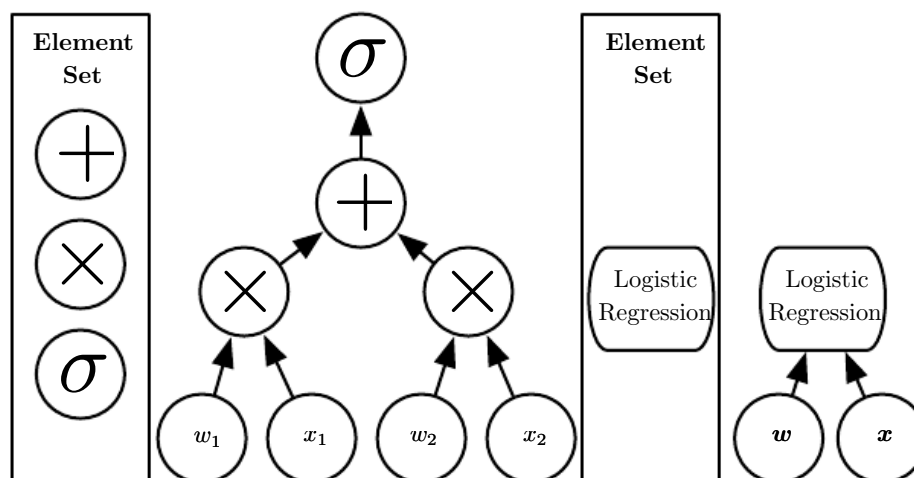 Element
Set
+
×
σ
σ
+
×
×
w₁
x₁
w₂
x₂
Element
Set
Logistic
Regression
Logistic
Regression
w
x